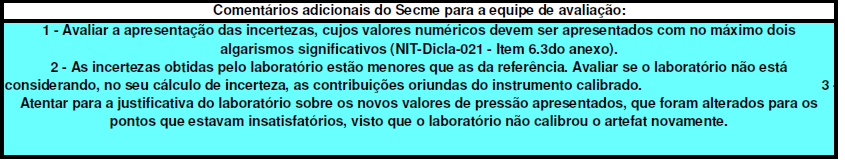 Comentários adicionais do Secme para a equipe de avaliação:
1 - Avaliar a apresentação das incertezas, cujos valores numéricos devem ser apresentados com no máximo dois
algarismos significativos (NIT-Dicla-021 - Item 6.3do anexo).
2 - As incertezas obtidas pelo laboratório estão menores que as da referência. Avaliar se o laboratório não está
considerando, no seu cálculo de incerteza, as contribuições oriundas do instrumento calibrado. 3 -
Atentar para a justificativa do laboratório sobre os novos valores de pressão apresentados, que foram alterados para os
pontos que estavam insatisfatórios, visto que o laboratório não calibrou o artefat novamente.